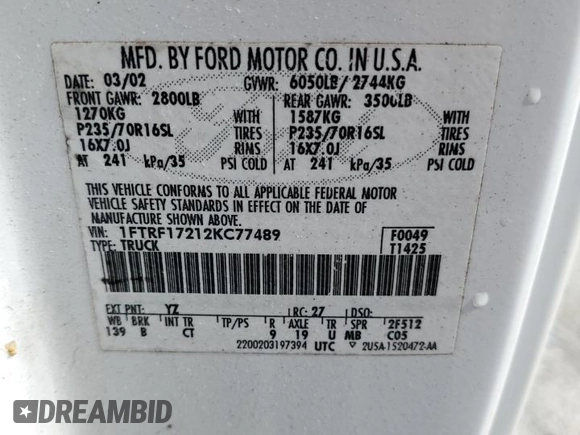 MFD. BY FORD MOTOR CO. IN U.S.A.
DATE: 03/02 GVWR: 6050LB/ 2744KG
FRONT GAWR: 2800LB REAR GAWR: 3500LB
1270KG WITH 1587KG WITH
P235/70R16SL TIRES P235/70R16SL TIRES
16X7.0J RIMS 16X7.0J RIMS
AT 241 kPa/35 PSI COLD AT 241 kPa/35 PSI COLD
THIS VEHICLE CONFORMS TO ALL APPLICABLE FEDERAL MOTOR
VEHICLE SAFETY STANDARDS IN EFFECT ON THE DATE OF
MANUFACTURE SHOWN ABOVE.
VIN: 1FTRF17212KC77489 F0049
TYPE: TRUCK T1425
EXT PNT: YZ RC: 27 DSO:
WB BRK INT TR TP/PS R AXLE TR SPR 2F512
139 B CT 9 19 U MB C05
2200203197394 UTC 2USA-1520472-AA
DREAMBID